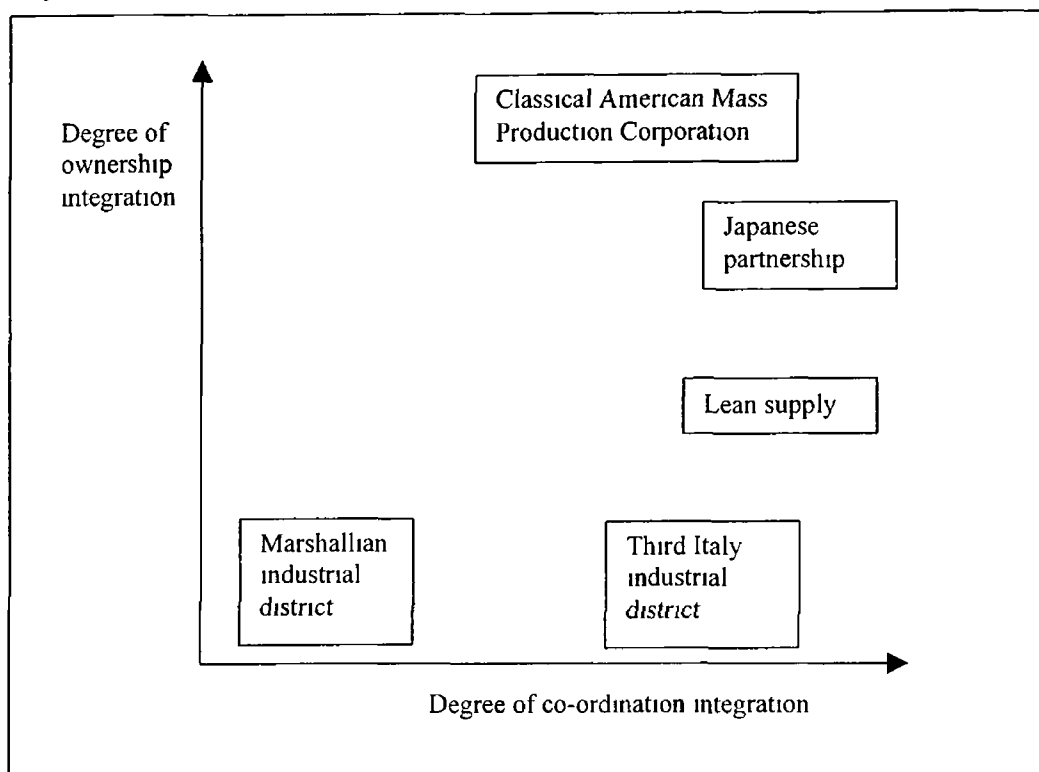 Classical American Mass
Production Corporation
Degree of
ownership
integration
Japanese
partnership
Lean supply
Marshallian
industrial
district
Third Italy
industrial
district
Degree of co-ordination integration